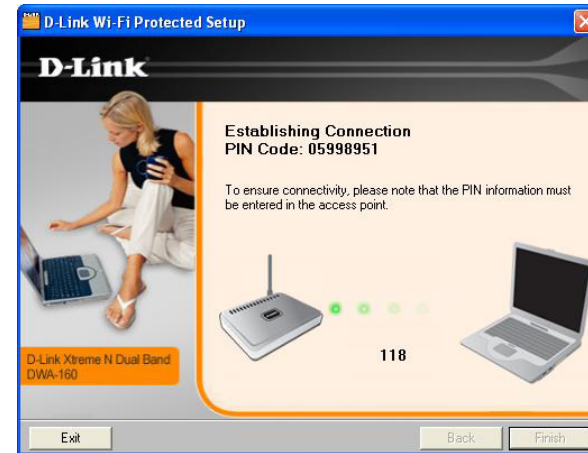 D-Link Wi-Fi Protected Setup
D-Link
Establishing Connection
PIN Code: 05998951
To ensure connectivity, please note that the PIN information must
be entered in the access point.
118
D-Link Xtreme N Dual Band
DWA-160
Exit
Back
Finish